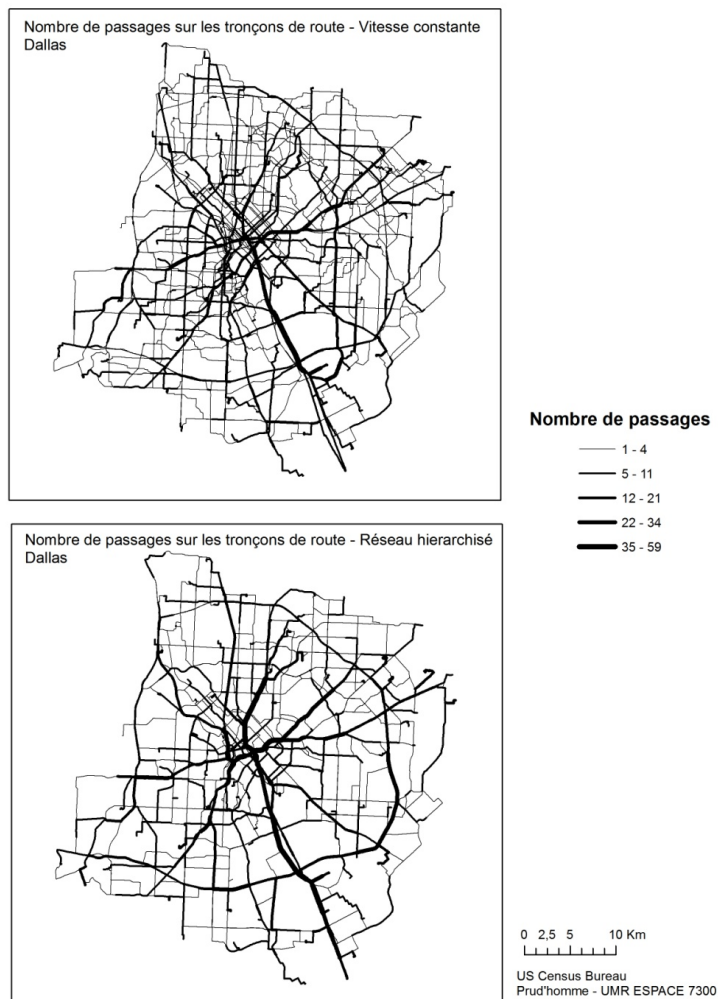 Nombre de passages sur les tronçons de route - Vitesse constante
Dallas
Nombre de passages
1 - 4
5 - 11
12 - 21
22 - 34
35 - 59
Nombre de passages sur les tronçons de route - Réseau hierarchisé
Dallas
0 2,5 5 10 Km
US Census Bureau
Prud'homme - UMR ESPACE 7300